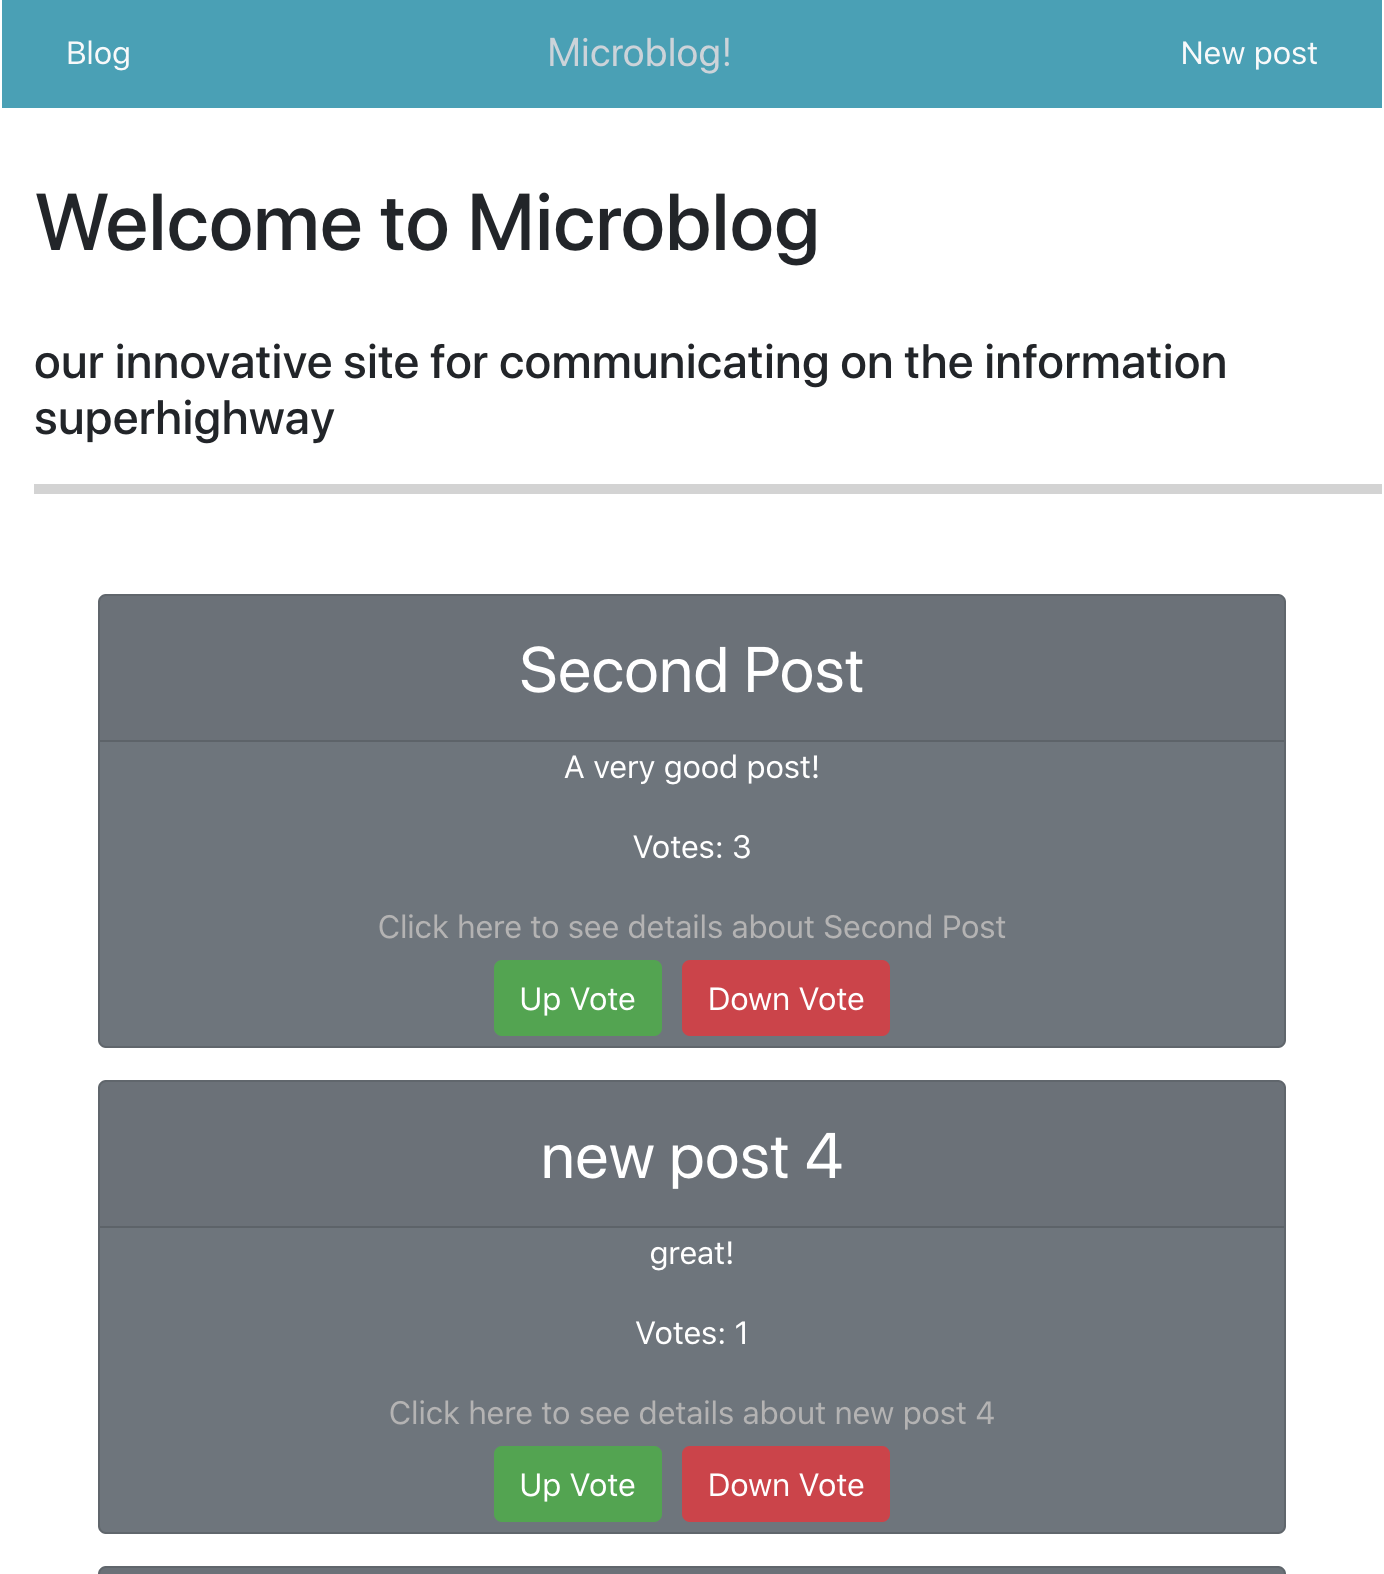 Blog Microblog! New post
Welcome to Microblog
our innovative site for communicating on the information
superhighway
Second Post
A very good post!
Votes: 3
Click here to see details about Second Post
Up Vote Down Vote
new post 4
great!
Votes: 1
Click here to see details about new post 4
Up Vote Down Vote